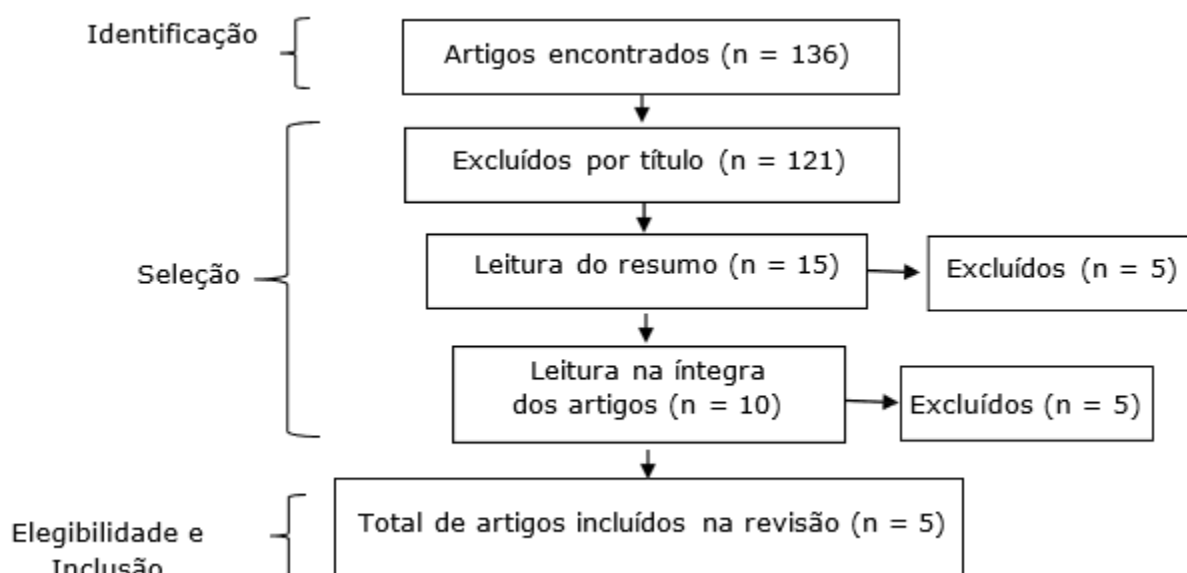 Identificação
Artigos encontrados (n = 136)
Excluídos por título (n = 121)
Seleção
Leitura do resumo (n = 15)
Excluídos (n = 5)
Leitura na íntegra
dos artigos (n = 10)
Excluídos (n = 5)
Elegibilidade e
Inclusão
Total de artigos incluídos na revisão (n = 5)